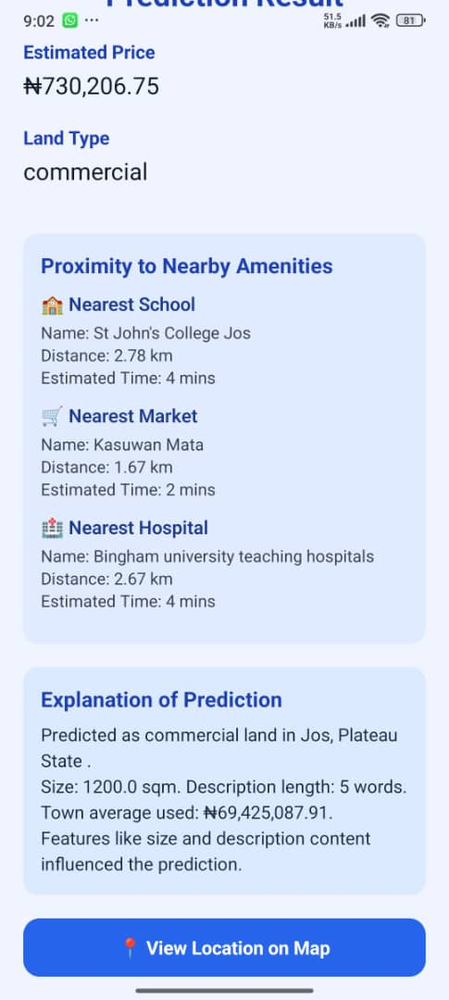 Prediction Result
9:02
51.5
KB/s
81
Estimated Price
₦730,206.75
Land Type
commercial
Proximity to Nearby Amenities
Nearest School
Name: St John's College Jos
Distance: 2.78 km
Estimated Time: 4 mins
Nearest Market
Name: Kasuwan Mata
Distance: 1.67 km
Estimated Time: 2 mins
Nearest Hospital
Name: Bingham university teaching hospitals
Distance: 2.67 km
Estimated Time: 4 mins
Explanation of Prediction
Predicted as commercial land in Jos, Plateau
State .
Size: 1200.0 sqm. Description length: 5 words.
Town average used: ₦69,425,087.91.
Features like size and description content
influenced the prediction.
View Location on Map